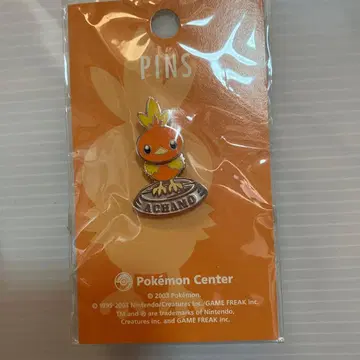 PINS
ACHAMO
Pokémon Center
© 2003 Pokémon.
© 1995-2003 Nintendo/Creatures Inc./GAME FREAK inc.
TM and ® are trademarks of Nintendo,
Creatures Inc. and GAME FREAK inc.